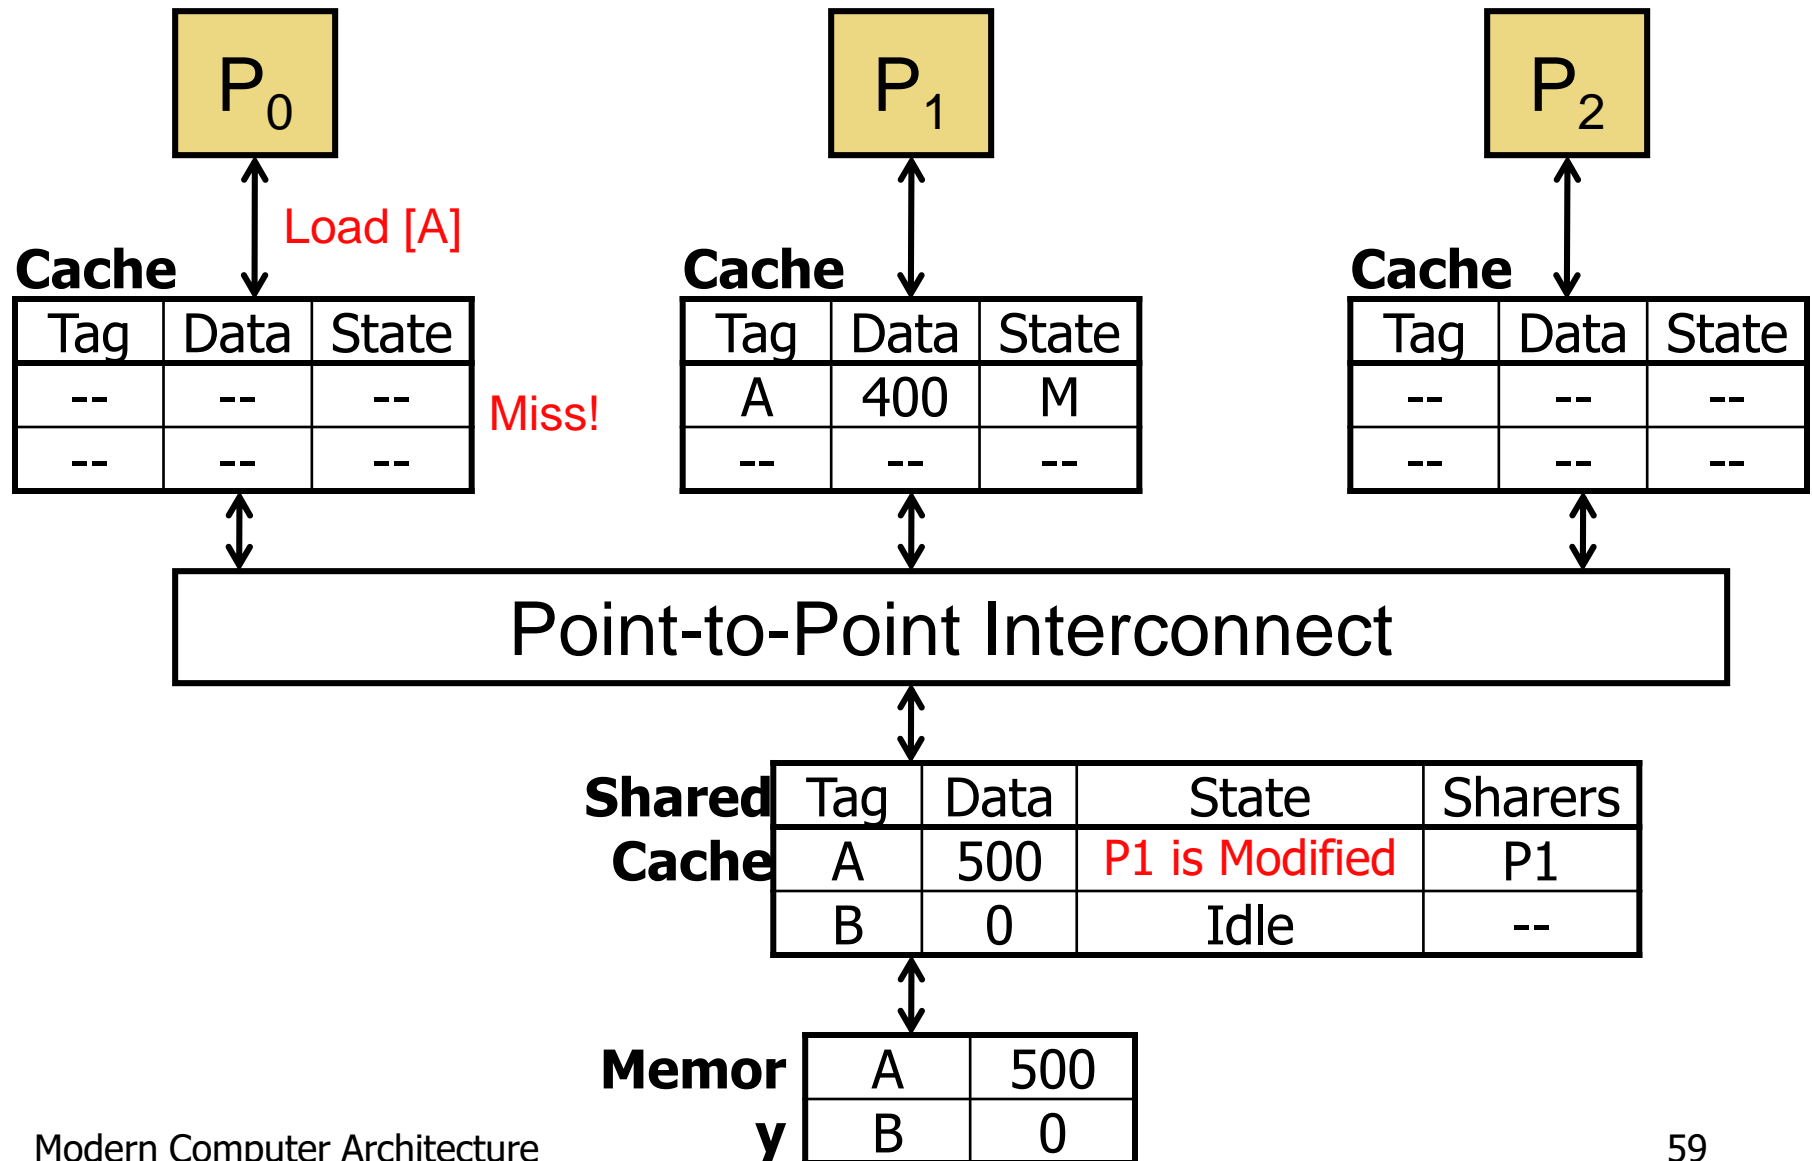 P0 P1 P2
Load [A]
Cache Cache Cache
Tag Data State Tag Data State Tag Data State
-- -- -- Miss! A 400 M -- -- --
-- -- -- -- -- -- -- -- --
Point-to-Point Interconnect
Shared Tag Data State Sharers
Cache A 500 P1 is Modified P1
B 0 Idle --
Memor A 500
y B 0
Modern Computer Architecture 59